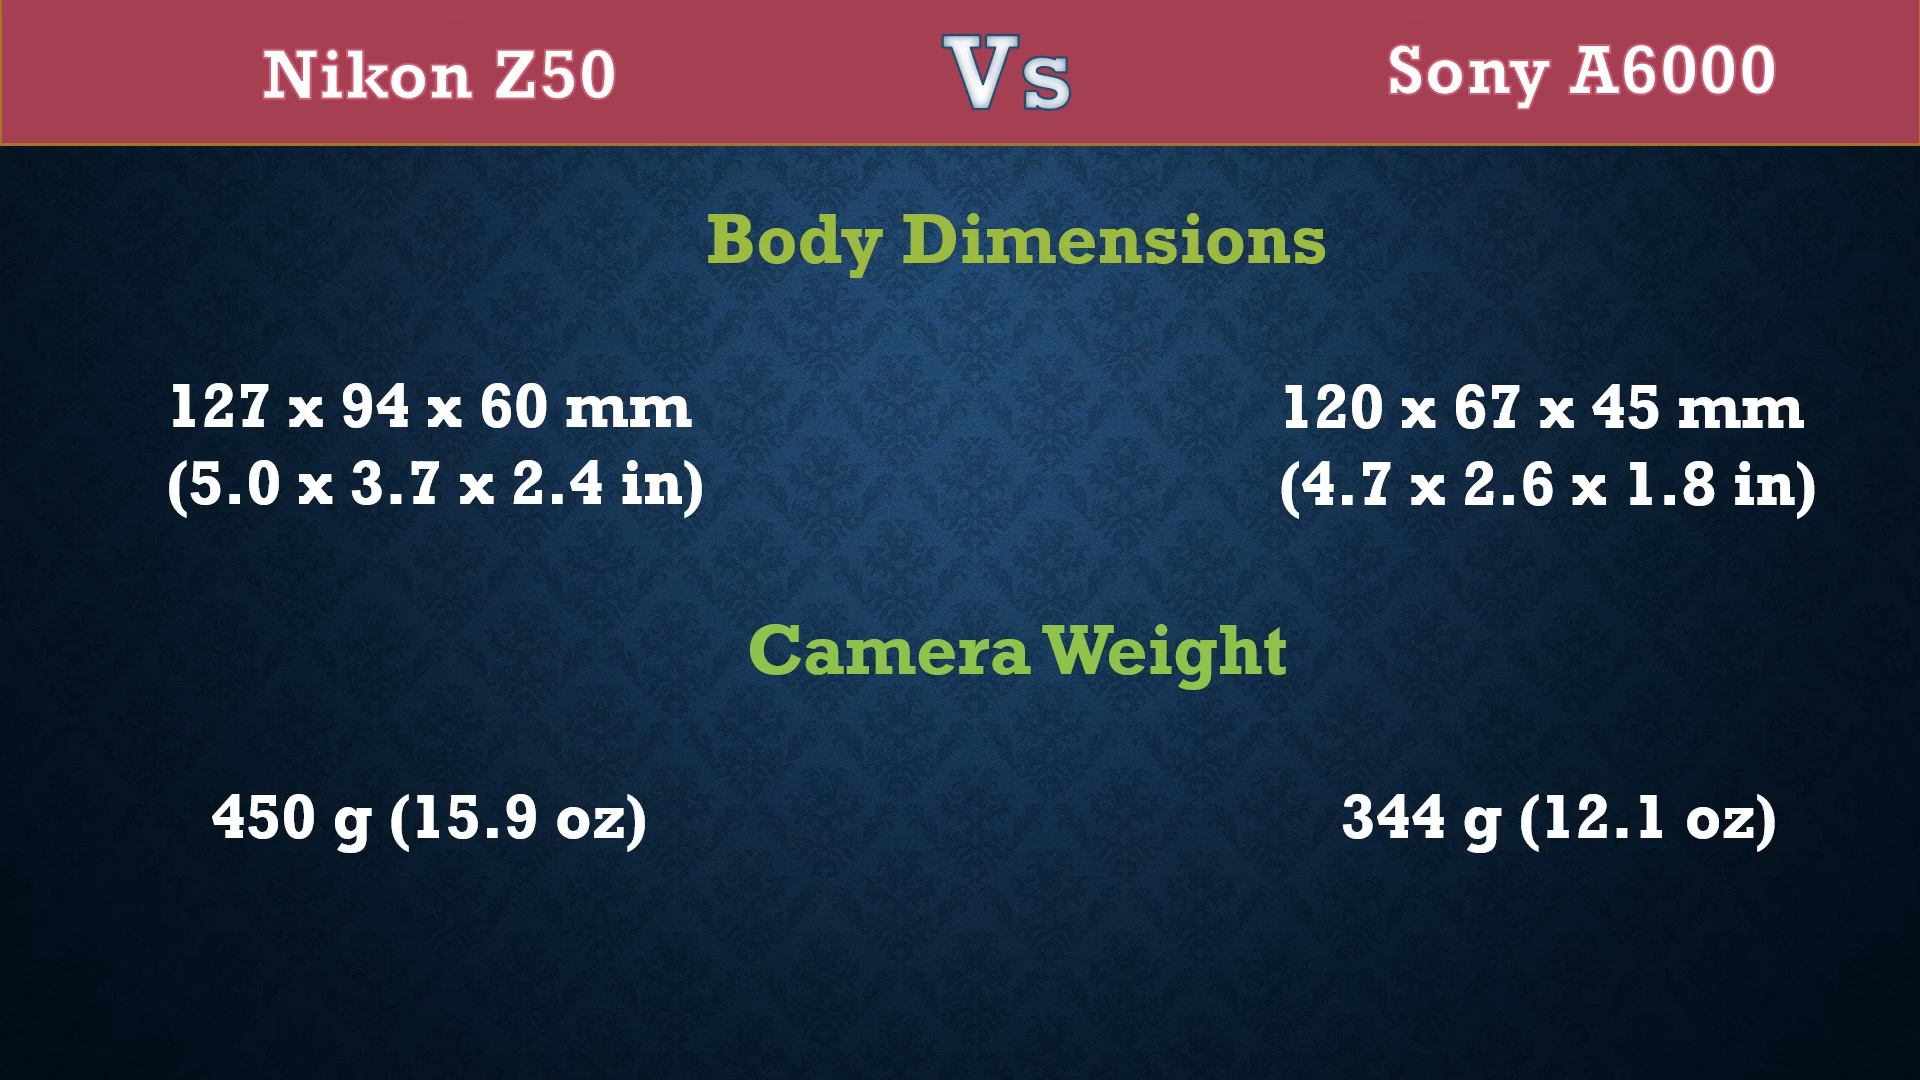 Nikon Z50 Vs Sony A6000
Body Dimensions
127 x 94 x 60 mm
(5.0 x 3.7 x 2.4 in)
120 x 67 x 45 mm
(4.7 x 2.6 x 1.8 in)
Camera Weight
450 g (15.9 oz)
344 g (12.1 oz)